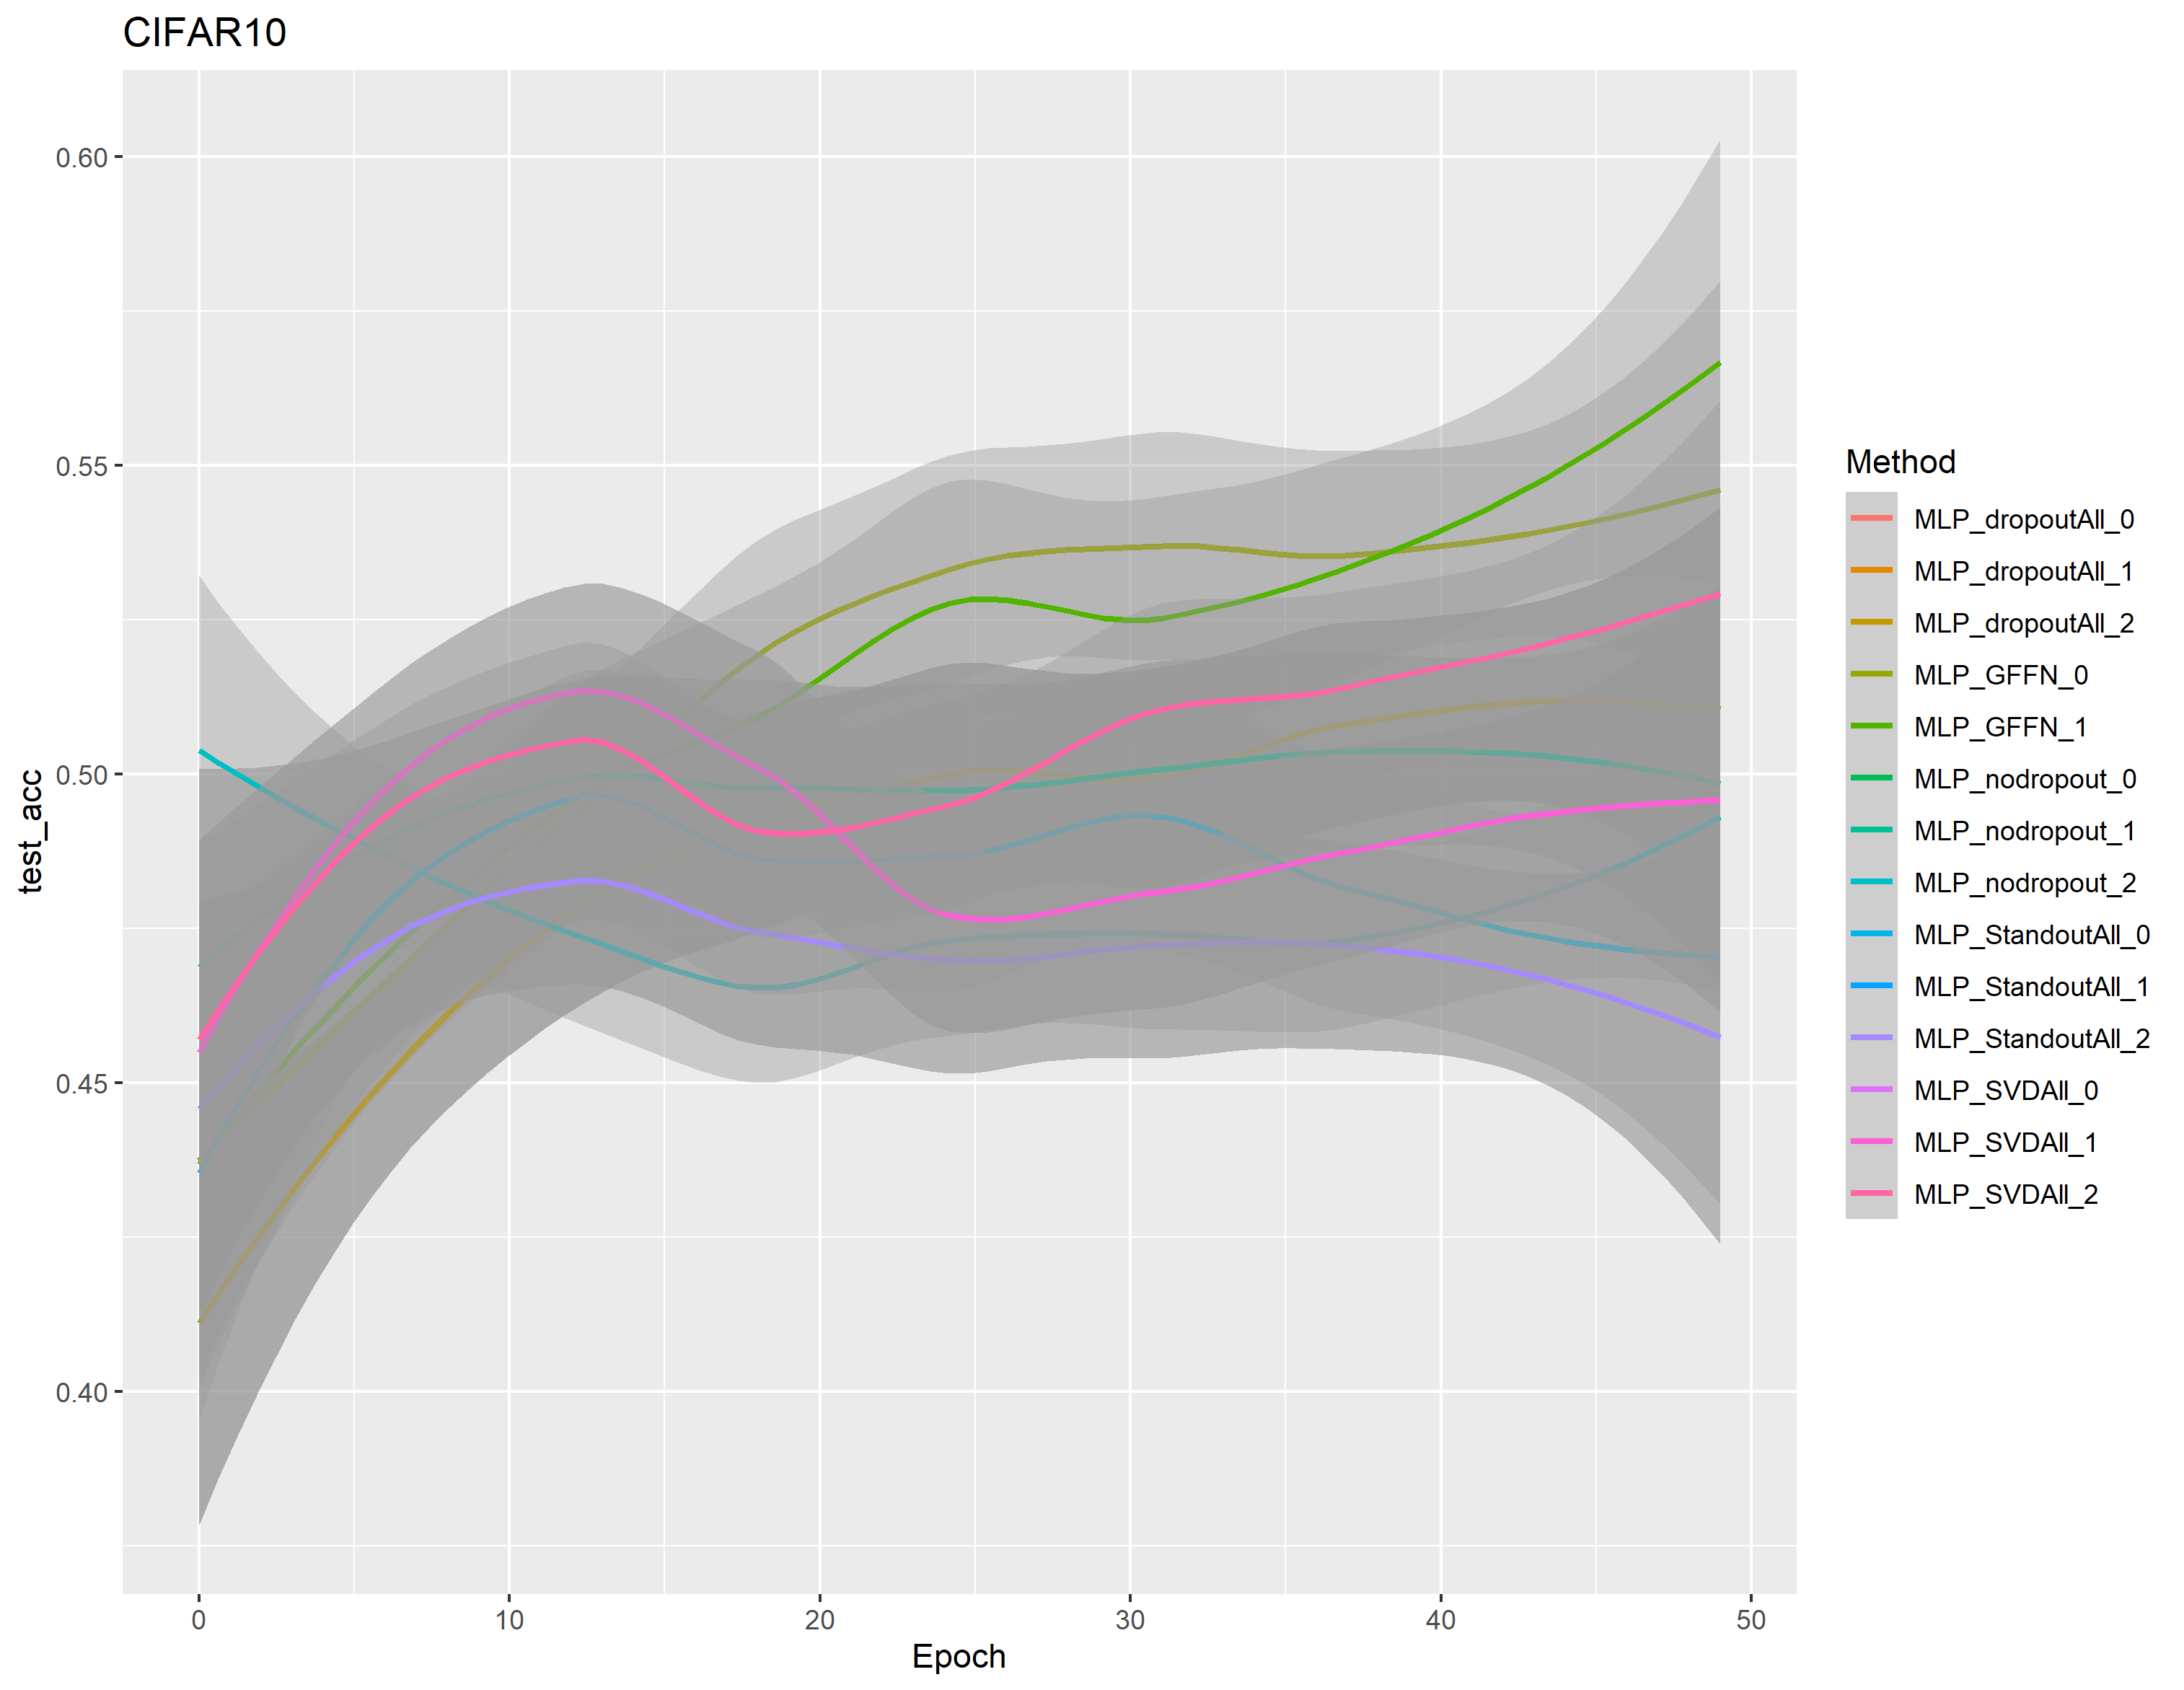 CIFAR10
0.60
0.55
0.50
0.45
0.40
test_acc
0 10 20 30 40 50
Epoch
Method
MLP_dropoutAll_0
MLP_dropoutAll_1
MLP_dropoutAll_2
MLP_GFFN_0
MLP_GFFN_1
MLP_nodropout_0
MLP_nodropout_1
MLP_nodropout_2
MLP_StandoutAll_0
MLP_StandoutAll_1
MLP_StandoutAll_2
MLP_SVDAll_0
MLP_SVDAll_1
MLP_SVDAll_2